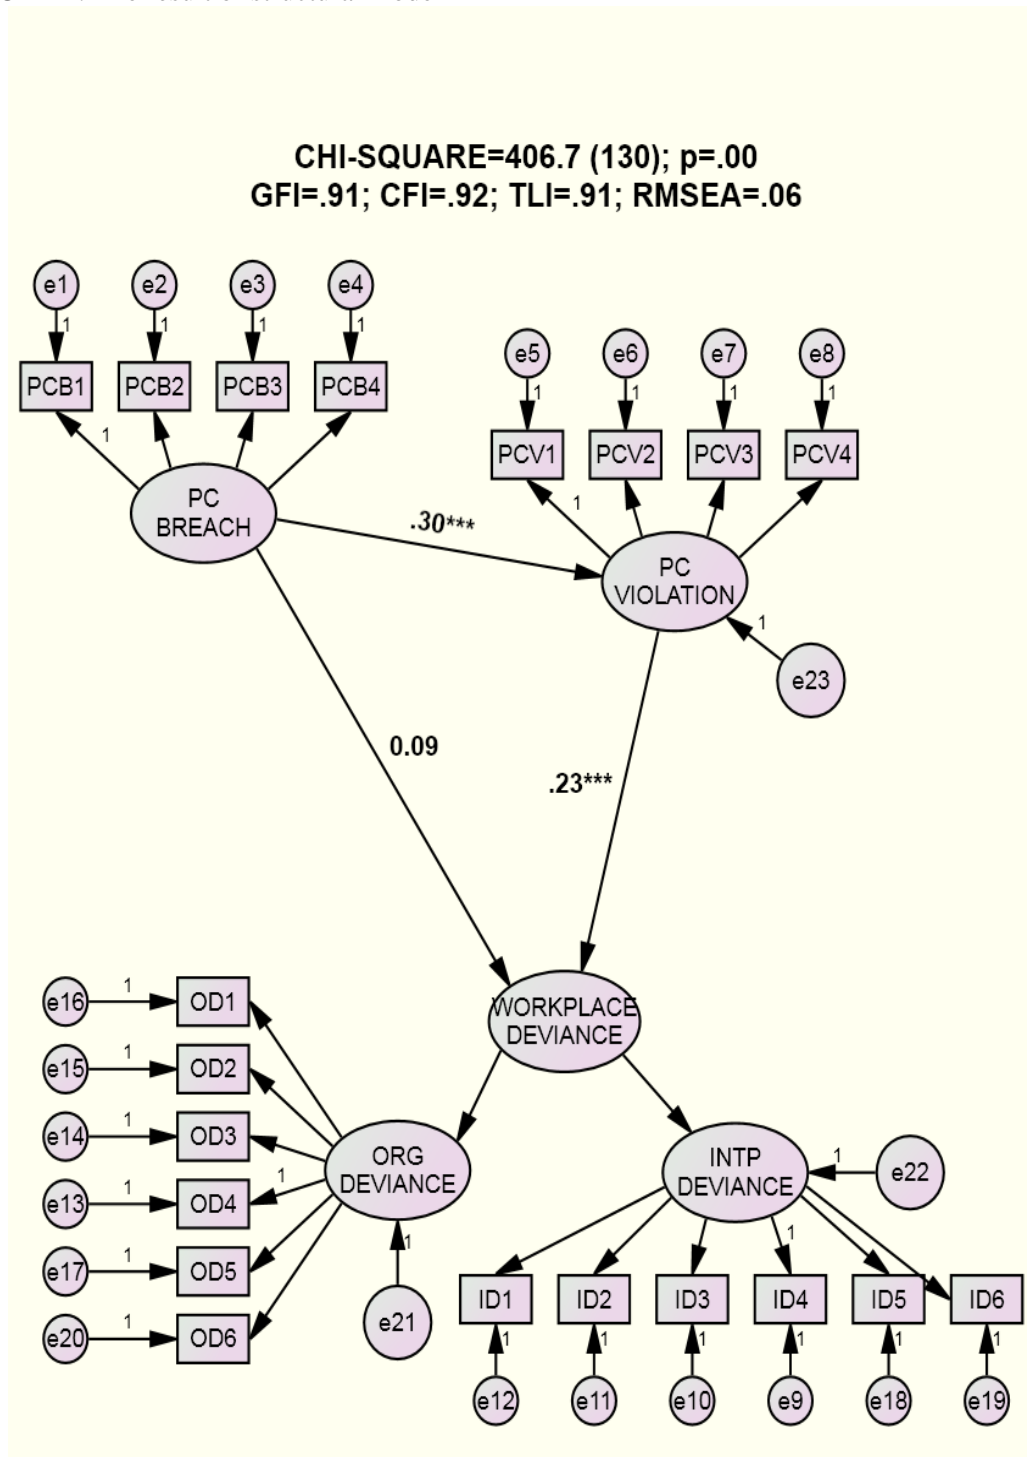 CHI-SQUARE=406.7 (130); p=.00
GFI=.91; CFI=.92; TLI=.91; RMSEA=.06
e1
e2
e3
e4
1
1
1
1
PCB1
PCB2
PCB3
PCB4
1
e5
e6
e7
e8
1
1
1
1
PCV1
PCV2
PCV3
PCV4
1
PC
BREACH
.30***
PC
VIOLATION
1
e23
0.09
.23***
WORKPLACE
DEVIANCE
e16
1
OD1
e15
1
OD2
e14
1
OD3
e13
1
OD4
1
e17
1
OD5
e20
1
OD6
ORG
DEVIANCE
1
e21
INTP
DEVIANCE
1
e22
1
ID1
ID2
ID3
ID4
ID5
ID6
1
1
1
1
1
1
e12
e11
e10
e9
e18
e19